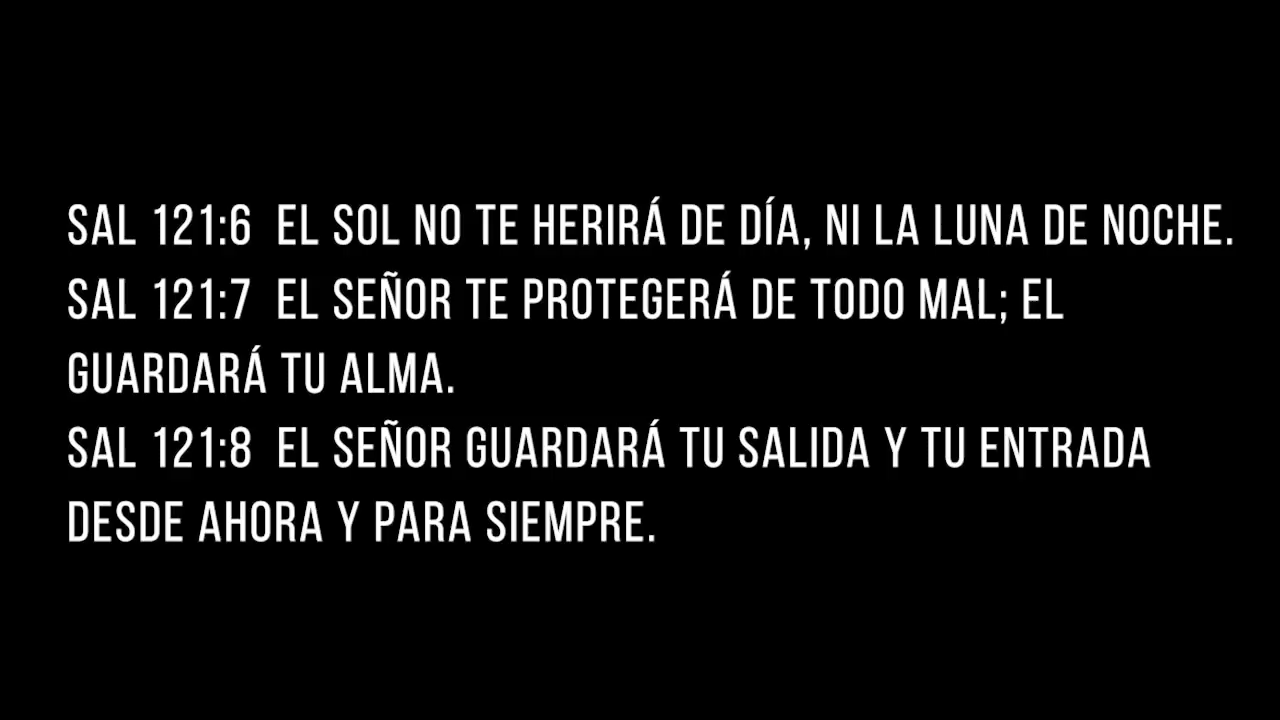 SAL 121:6  EL SOL NO TE HERIRÁ DE DÍA, NI LA LUNA DE NOCHE.
SAL 121:7  EL SEÑOR TE PROTEGERÁ DE TODO MAL; EL
GUARDARÁ TU ALMA.
SAL 121:8  EL SEÑOR GUARDARÁ TU SALIDA Y TU ENTRADA
DESDE AHORA Y PARA SIEMPRE.